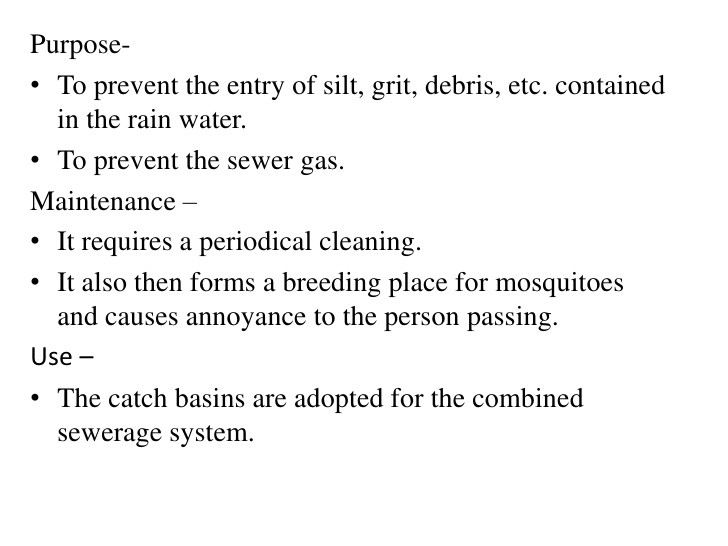 Purpose-
• To prevent the entry of silt, grit, debris, etc. contained
in the rain water.
• To prevent the sewer gas.
Maintenance –
• It requires a periodical cleaning.
• It also then forms a breeding place for mosquitoes
and causes annoyance to the person passing.
Use –
• The catch basins are adopted for the combined
sewerage system.